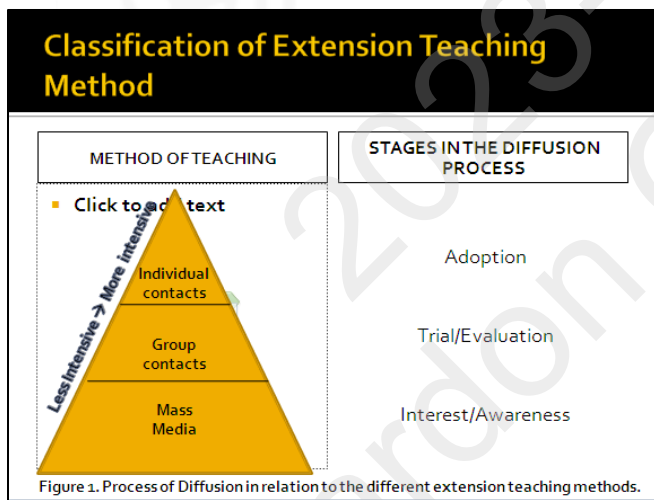 Classification of Extension Teaching
Method
METHOD OF TEACHING
STAGES IN THE DIFFUSION
PROCESS
Click to add text
Less Intensive → More intensive
Individual
contacts
Group
contacts
Mass
Media
Adoption
Trial/Evaluation
Interest/Awareness
Figure 1. Process of Diffusion in relation to the different extension teaching methods.